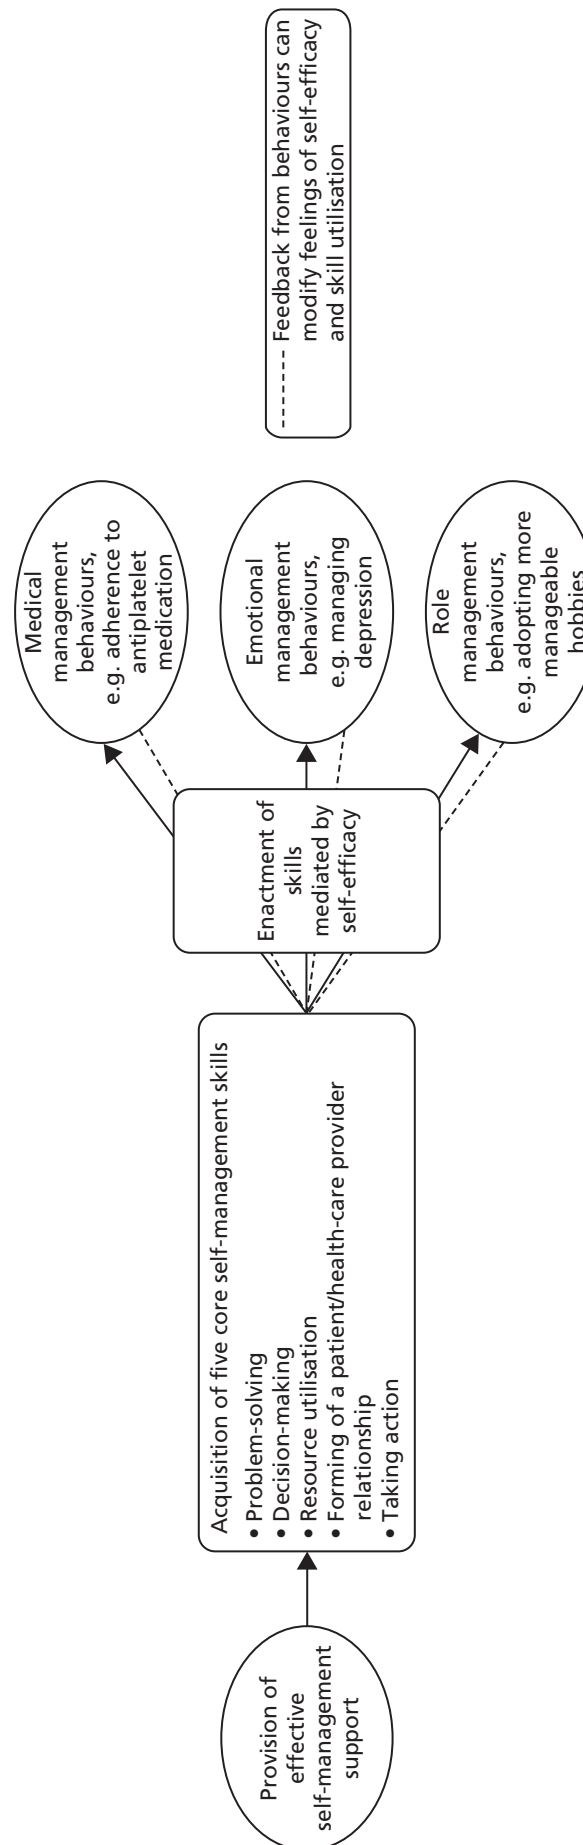 Provision of
effective
self-management
support
Acquisition of five core self-management skills
• Problem-solving
• Decision-making
• Resource utilisation
• Forming of a patient/health-care provider
relationship
• Taking action
Enactment of
skills
mediated by
self-efficacy
Medical
management
behaviours,
e.g. adherence to
antiplatelet
medication
Emotional
management
behaviours,
e.g. managing
depression
Role
management
behaviours,
e.g. adopting more
manageable
hobbies
Feedback from behaviours can
modify feelings of self-efficacy
and skill utilisation